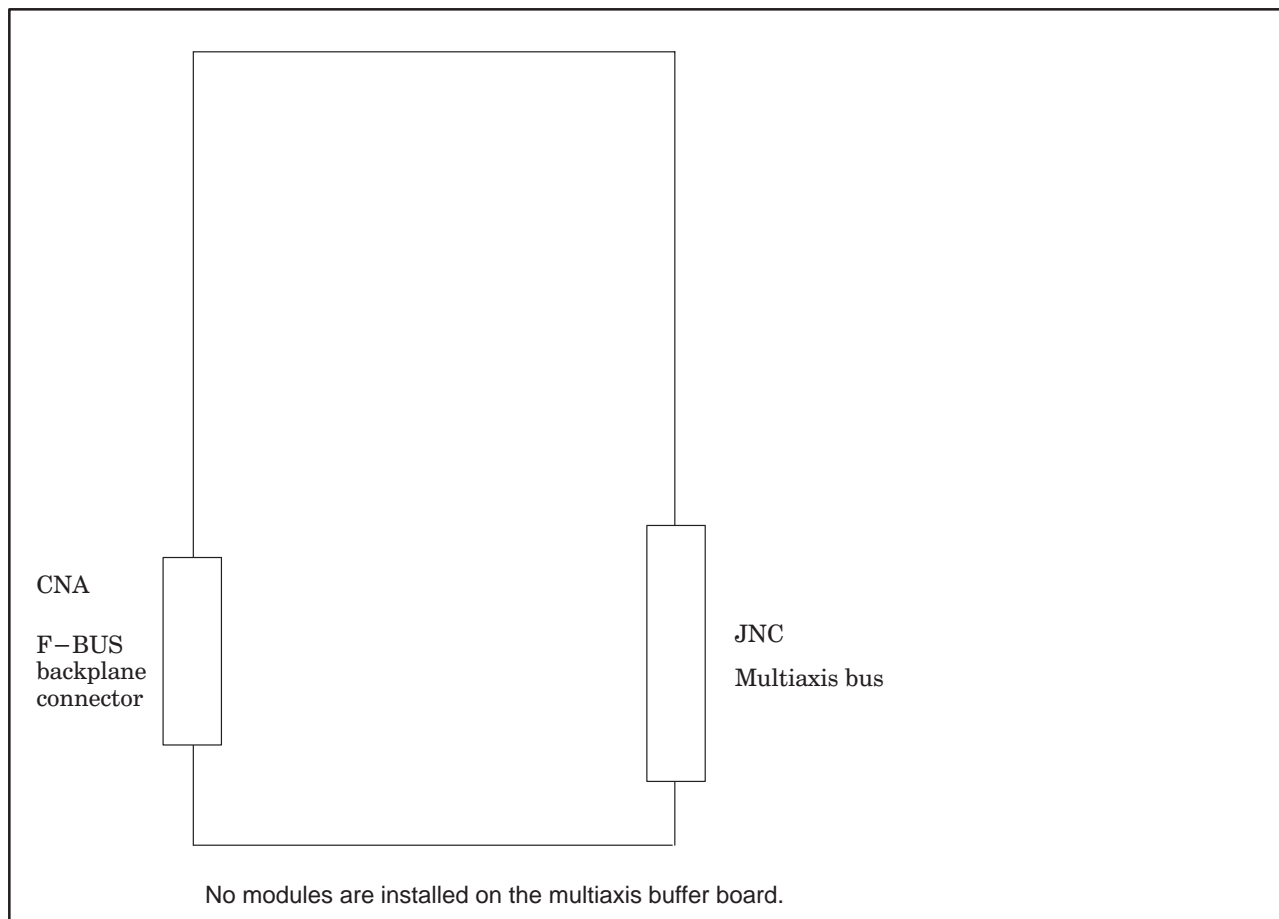 CNA
F−BUS
backplane
connector
JNC
Multiaxis bus
No modules are installed on the multiaxis buffer board.